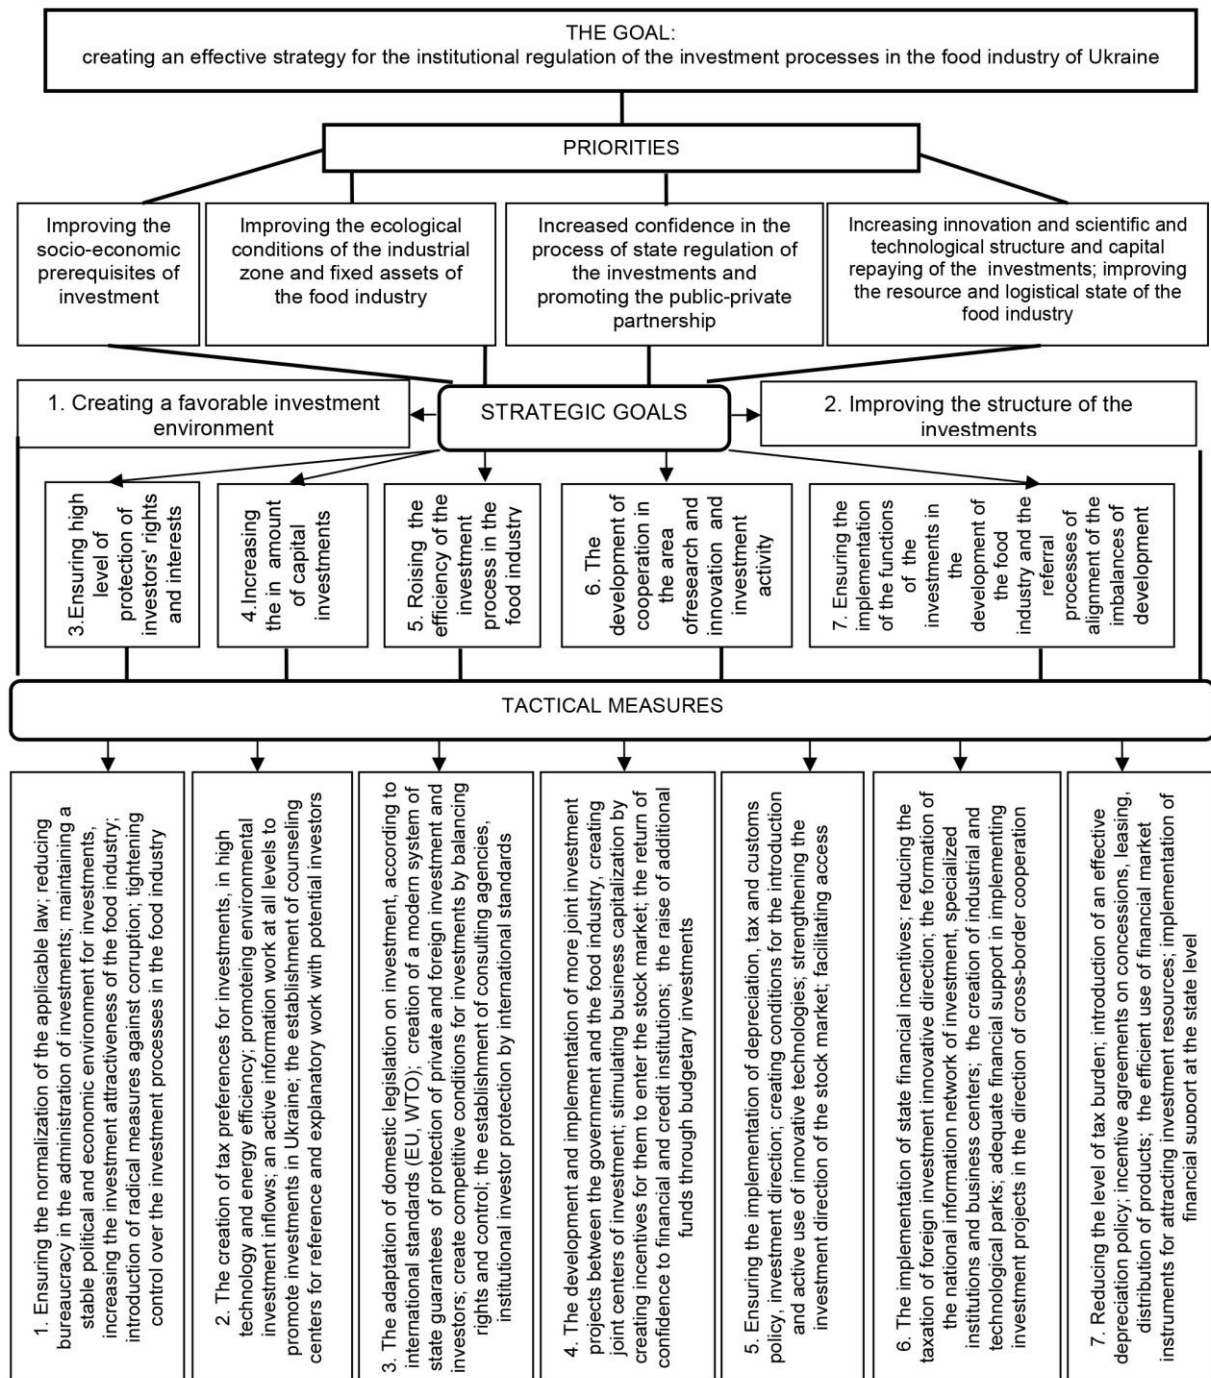 THE GOAL:
creating an effective strategy for the institutional regulation of the investment processes in the food industry of Ukraine
PRIORITIES
Improving the
socio-economic
prerequisites of
investment
Improving the ecological
conditions of the industrial
zone and fixed assets of
the food industry
Increased confidence in the
process of state regulation of
the investments and
promoting the public-private
partnership
Increasing innovation and scientific and
technological structure and capital
repaying of the investments; improving
the resource and logistical state of the
food industry
1. Creating a favorable investment
environment
STRATEGIC GOALS
2. Improving the structure of the
investments
3.Ensuring high
level of
protection of
investors' rights
and interests
4.Increasing
the in amount
of capital
investments
5. Roising the
efficiency of the
investment
process in the
food industry
6. The
development of
cooperation in
the area
ofresearch and
innovation and
investment
activity
7. Ensuring the
implementation
of the functions
of the
investments in
the
development of
the food
industry and the
referral
processes of
alignment of the
imbalances of
development
TACTICAL MEASURES
1. Ensuring the normalization of the applicable law; reducing
bureaucracy in the administration of investments; maintaining a
stable political and economic environment for investments,
increasing the investment attractiveness of the food industry;
introduction of radical measures against corruption; tightening
control over the investment processes in the food industry
2. The creation of tax preferences for investments, in high
technology and energy efficiency; promoteing environmental
investment inflows; an active information work at all levels to
promote investments in Ukraine; the establishment of counseling
centers for reference and explanatory work with potential investors
3. The adaptation of domestic legislation on investment, according to
international standards (EU, WTO); creation of a modern system of
state guarantees of protection of private and foreign investment and
investors; create competitive conditions for investments by balancing
rights and control; the establishment of consulting agencies,
institutional investor protection by international standards
4. The development and implementation of more joint investment
projects between the government and the food industry, creating
joint centers of investment; stimulating business capitalization by
creating incentives for them to enter the stock market; the return of
confidence to financial and credit institutions; the raise of additional
funds through budgetary investments
5. Ensuring the implementation of depreciation, tax and customs
policy, investment direction; creating conditions for the introduction
and active use of innovative technologies; strengthening the
investment direction of the stock market; facilitating access
6. The implementation of state financial incentives; reducing the
taxation of foreign investment innovative direction; the formation of
the national information network of investment, specialized
institutions and business centers; the creation of industrial and
technological parks; adequate financial support in implementing
investment projects in the direction of cross-border cooperation
7. Reducing the level of tax burden; introduction of an effective
depreciation policy; incentive agreements on concessions, leasing,
distribution of products; the efficient use of financial market
instruments for attracting investment resources; implementation of
financial support at the state level